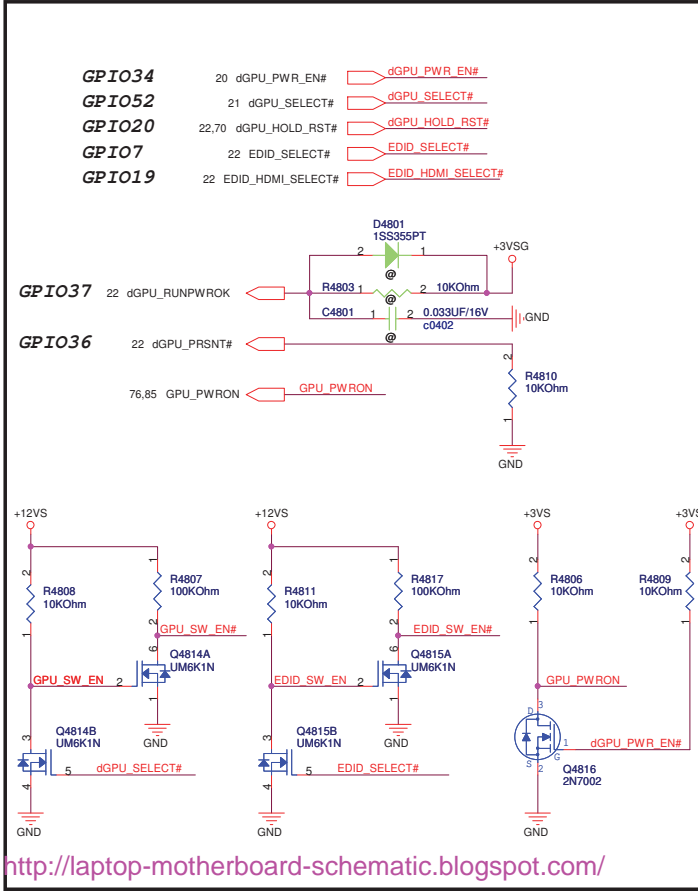 GPIO34 20 dGPU_PWR_EN# dGPU_PWR_EN#
GPIO52 21 dGPU_SELECT# dGPU_SELECT#
GPIO20 22,70 dGPU_HOLD_RST# dGPU_HOLD_RST#
GPIO7 22 EDID_SELECT# EDID_SELECT#
GPIO19 22 EDID_HDMI_SELECT# EDID_HDMI_SELECT#
D4801
1SS355PT
2 1
+3VSG
@
GPIO37 22 dGPU_RUNPWROK R4803 1 2 10KOhm
@
C4801 1 2 0.033UF/16V
c0402
GND
@
GPIO36 22 dGPU_PRSNT#
2
R4810
10KOhm
1
GND
76,85 GPU_PWRON GPU_PWRON
+12VS
2
R4808
10KOhm
1
1
R4807
100KOhm
2
GPU_SW_EN#
6
Q4814A
UM6K1N
GPU_SW_EN 2
1
GND
3
Q4814B
UM6K1N
5 dGPU_SELECT#
4
GND
+12VS
2
R4811
10KOhm
1
1
R4817
100KOhm
2
EDID_SW_EN#
6
Q4815A
UM6K1N
EDID_SW_EN 2
1
GND
3
Q4815B
UM6K1N
5 EDID_SELECT#
4
GND
+3VS
2
R4806
10KOhm
1
+3VS
2
R4809
10KOhm
1
GPU_PWRON
3
D
1
G
dGPU_PWR_EN#
S
2
Q4816
2N7002
GND
http://laptop-motherboard-schematic.blogspot.com/